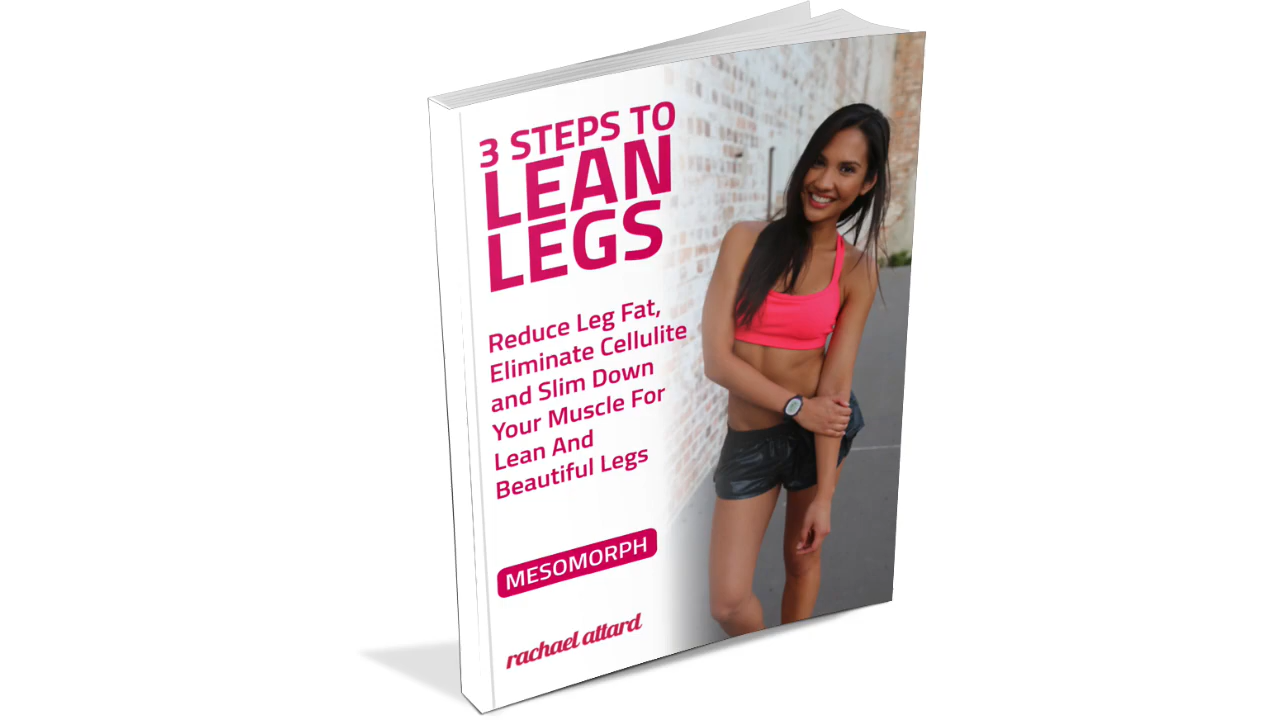 3 STEPS TO
LEAN
LEGS
Reduce Leg Fat,
Eliminate Cellulite
and Slim Down
Your Muscle For
Lean And
Beautiful Legs
MESOMORPH
rachael attard